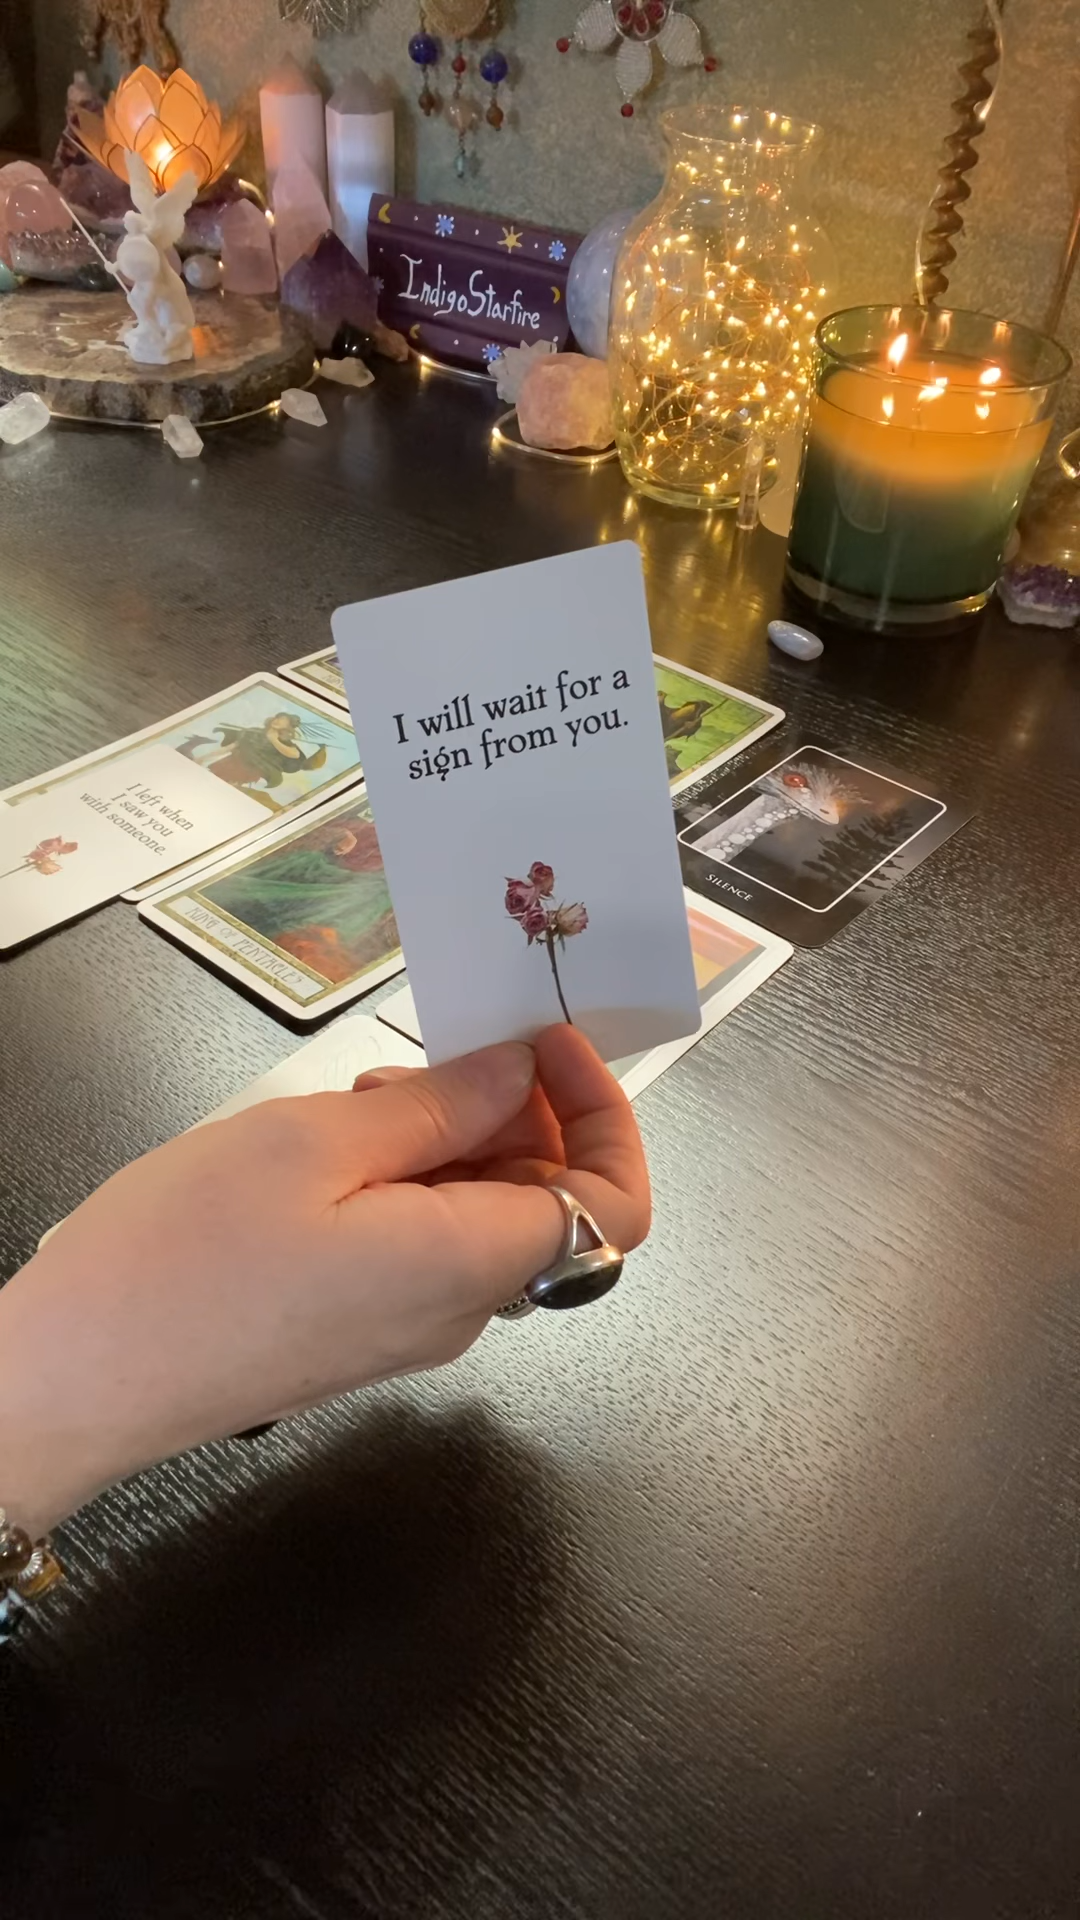 IndigoStarfire
I will wait for a
sign from you.
I left when
I saw you
with someone.
KING OF PENTACLES
SILENCE